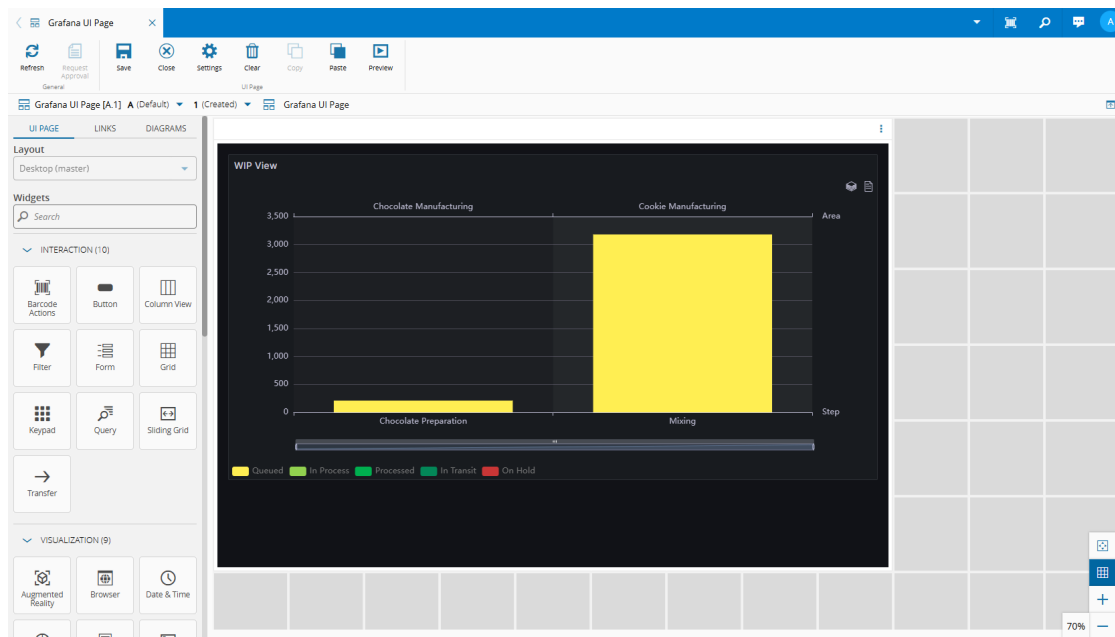 Grafana UI Page
A
Refresh
Request Approval
Save
Close
Settings
Clear
Copy
Paste
Preview
General
UI Page
Grafana UI Page [A.1] A (Default) 1 (Created) Grafana UI Page
UI PAGE LINKS DIAGRAMS
Layout
Desktop (master)
Widgets
Search
INTERACTION (10)
Barcode Actions
Button
Column View
Filter
Form
Grid
Keypad
Query
Sliding Grid
Transfer
VISUALIZATION (9)
Augmented Reality
Browser
Date & Time
WIP View
Chocolate Manufacturing Cookie Manufacturing
3,500 Area
3,000
2,500
2,000
1,500
1,000
500
0 Step
Chocolate Preparation Mixing
Queued In Process Processed In Transit On Hold
70%